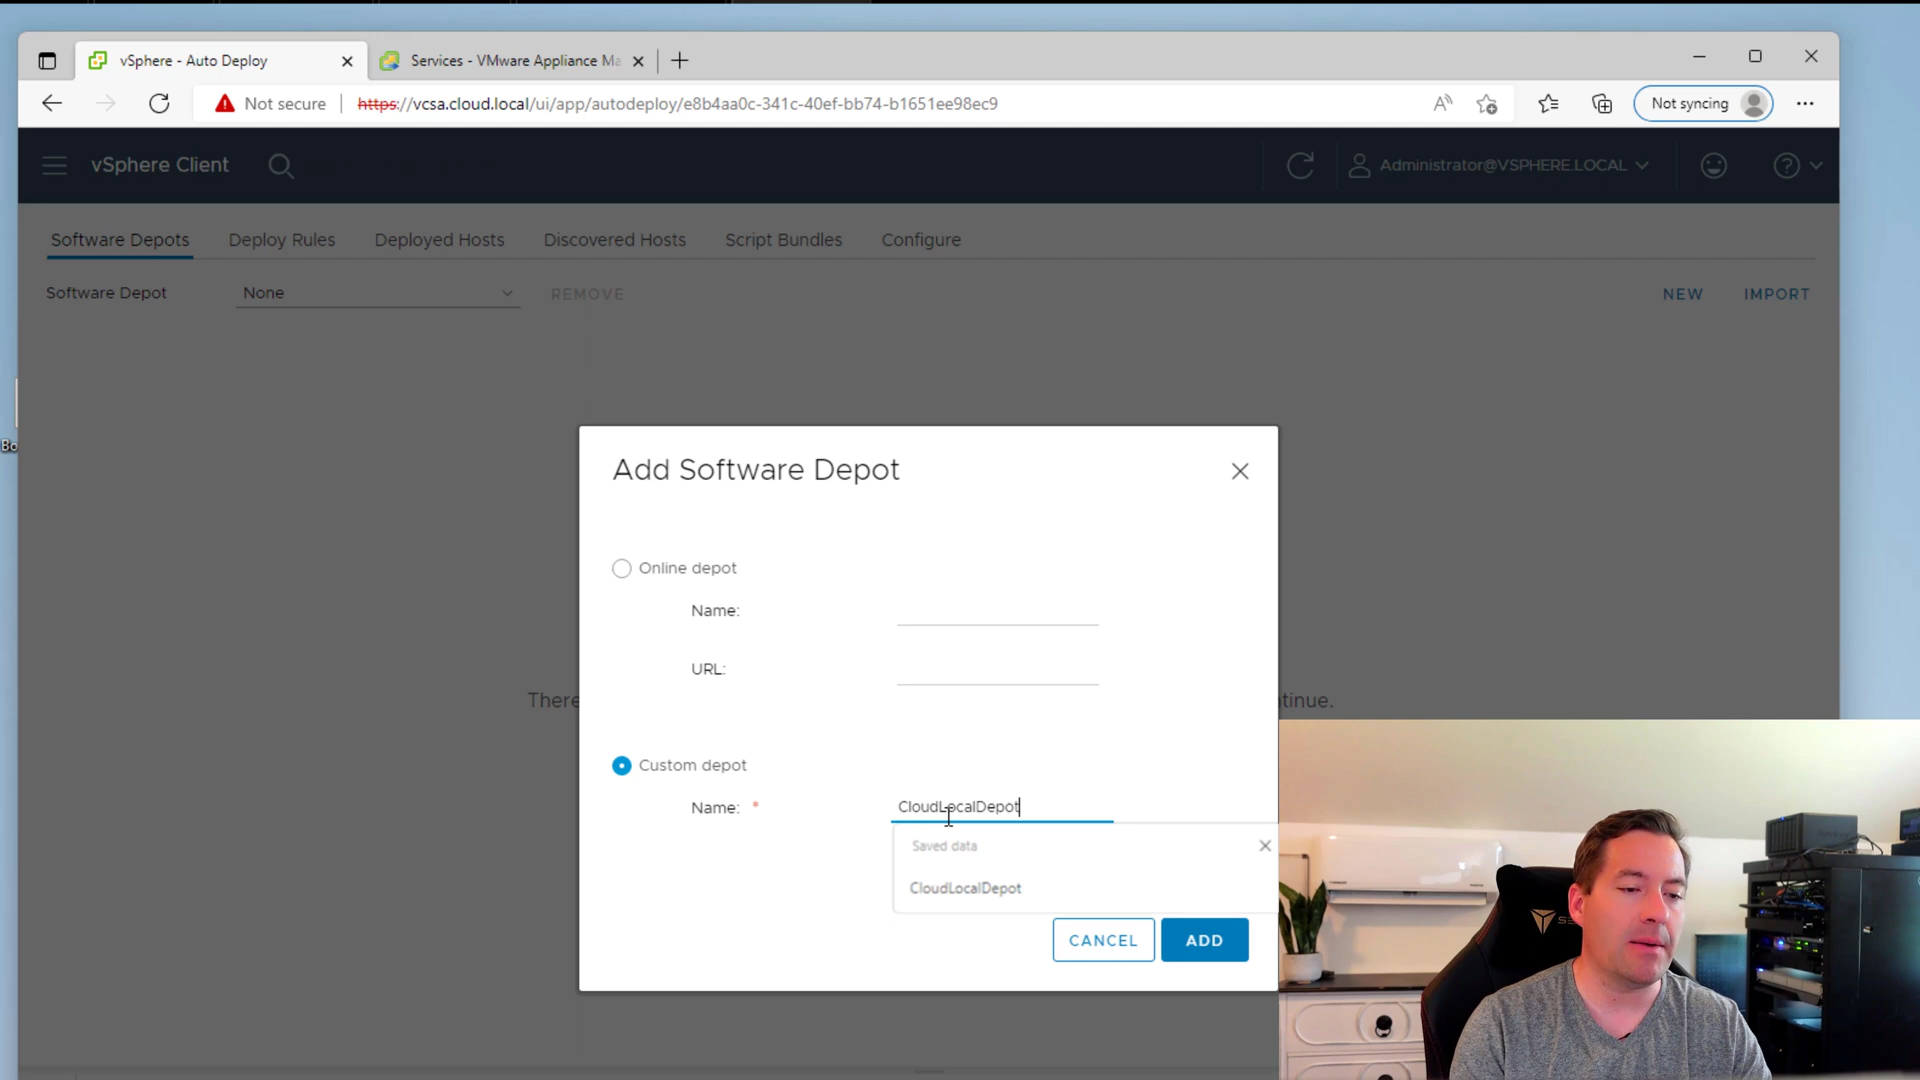 vSphere - Auto Deploy
Services - VMware Appliance Ma
Not secure
https://vcsa.cloud.local/ui/app/autodeploy/e8b4aa0c-341c-40ef-bb74-b1651ee98ec9
Not syncing
vSphere Client
Administrator@VSPHERE.LOCAL
Software Depots
Deploy Rules
Deployed Hosts
Discovered Hosts
Script Bundles
Configure
Software Depot
None
REMOVE
NEW
IMPORT
Bo
Add Software Depot
Online depot
Name:
URL:
There
tinue.
Custom depot
Name: *
CloudLocalDepot
Saved data
CloudLocalDepot
CANCEL
ADD